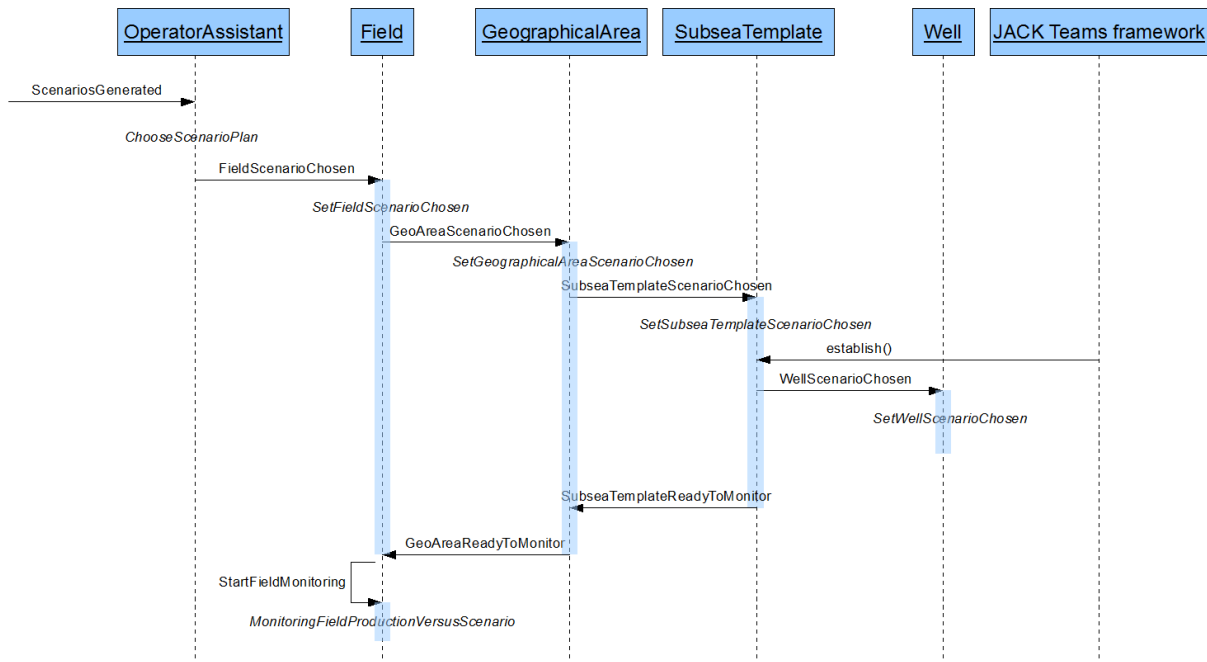 OperatorAssistant
Field
GeographicalArea
SubseaTemplate
Well
JACK Teams framework
ScenariosGenerated
ChooseScenarioPlan
FieldScenarioChosen
SetFieldScenarioChosen
GeoAreaScenarioChosen
SetGeographicalAreaScenarioChosen
SubseaTemplateScenarioChosen
SetSubseaTemplateScenarioChosen
establish()
WellScenarioChosen
SetWellScenarioChosen
SubseaTemplateReadyToMonitor
GeoAreaReadyToMonitor
StartFieldMonitoring
MonitoringFieldProductionVersusScenario